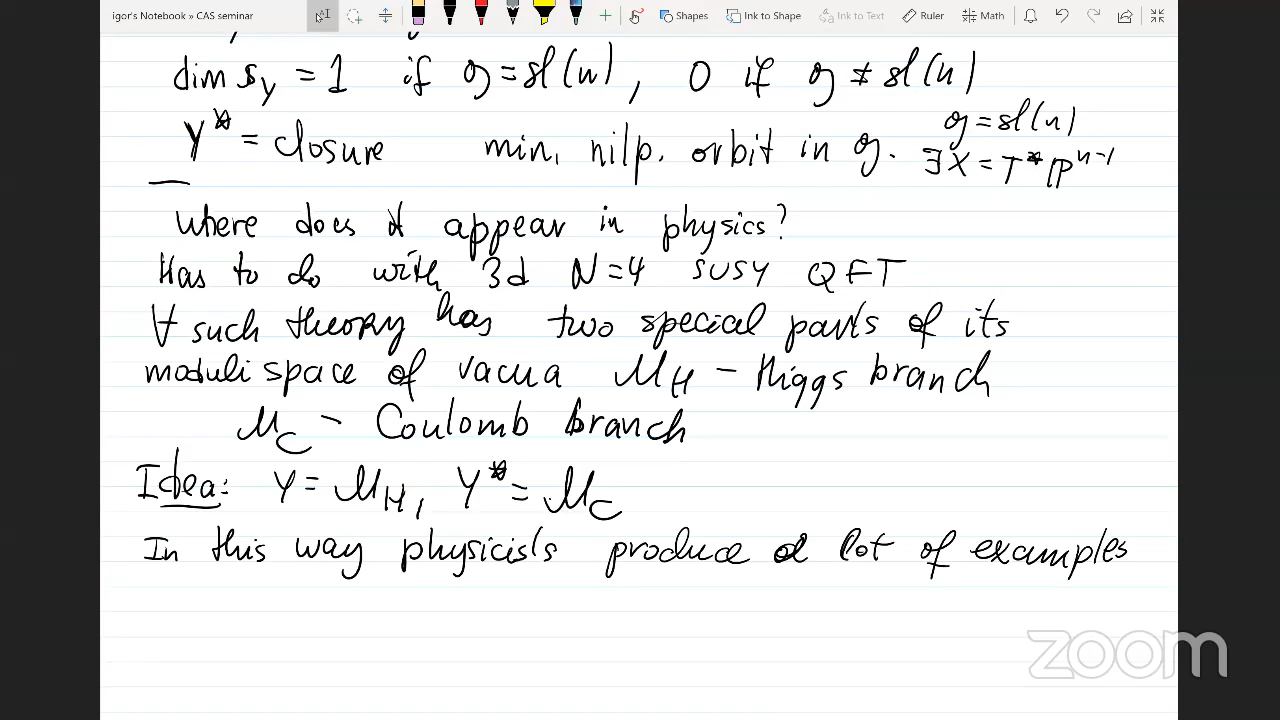 igor's Notebook » CAS seminar
Shapes Ink to Shape Ink to Text Ruler Math
dim s_y = 1 if g = sl(n), 0 if g ≠ sl(n)
Y* = closure min. nilp. orbit in g. g = sl(n)
∃ X = T*P^{n-1}
Where does it appear in physics?
Has to do with 3d N=4 SUSY QFT
∀ such theory has two special parts of its
moduli space of vacua M_H - Higgs branch
M_C - Coulomb branch
Idea: Y = M_H, Y* = M_C
In this way physicists produce a lot of examples
zoom